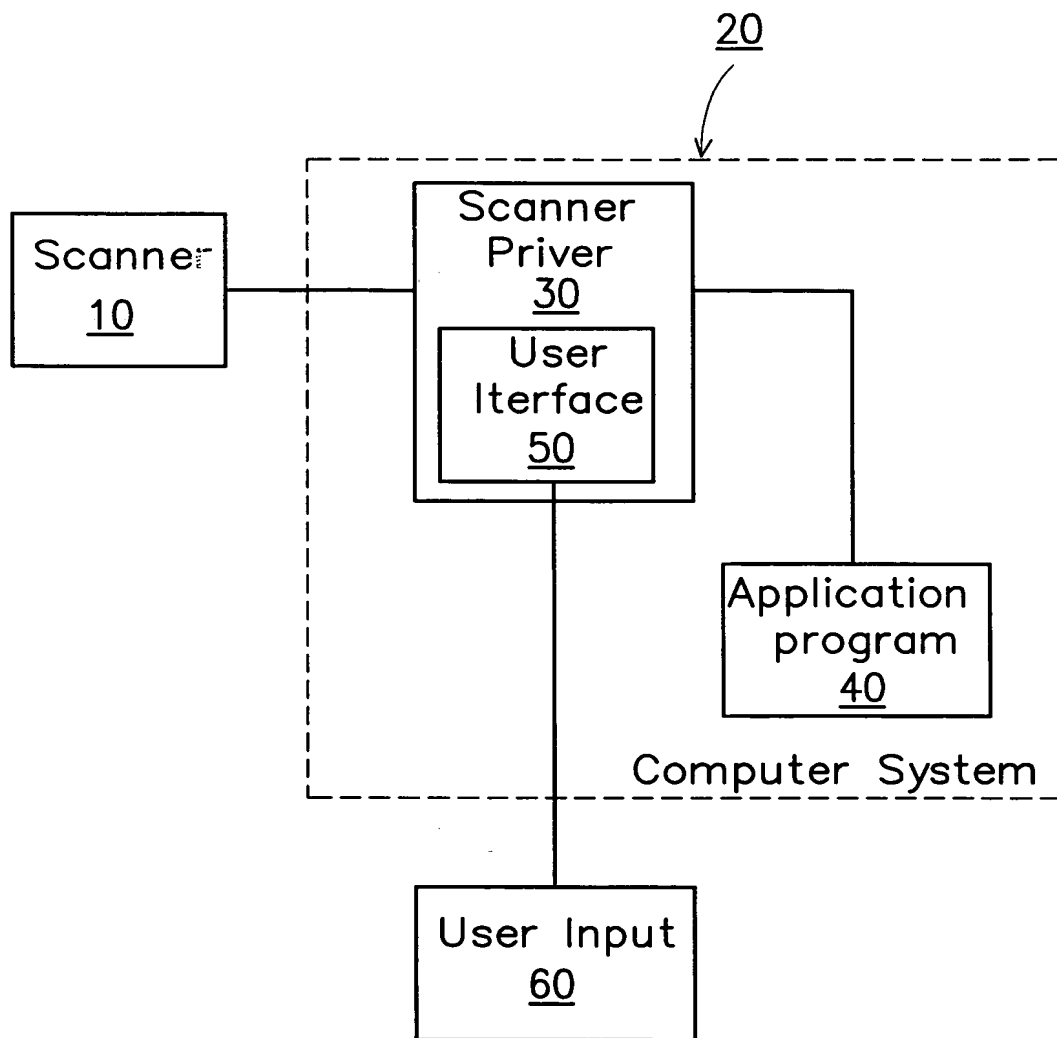 20
Scanner
10
Scanner
Priver
30
User
Iterface
50
Application
program
40
Computer System
User Input
60